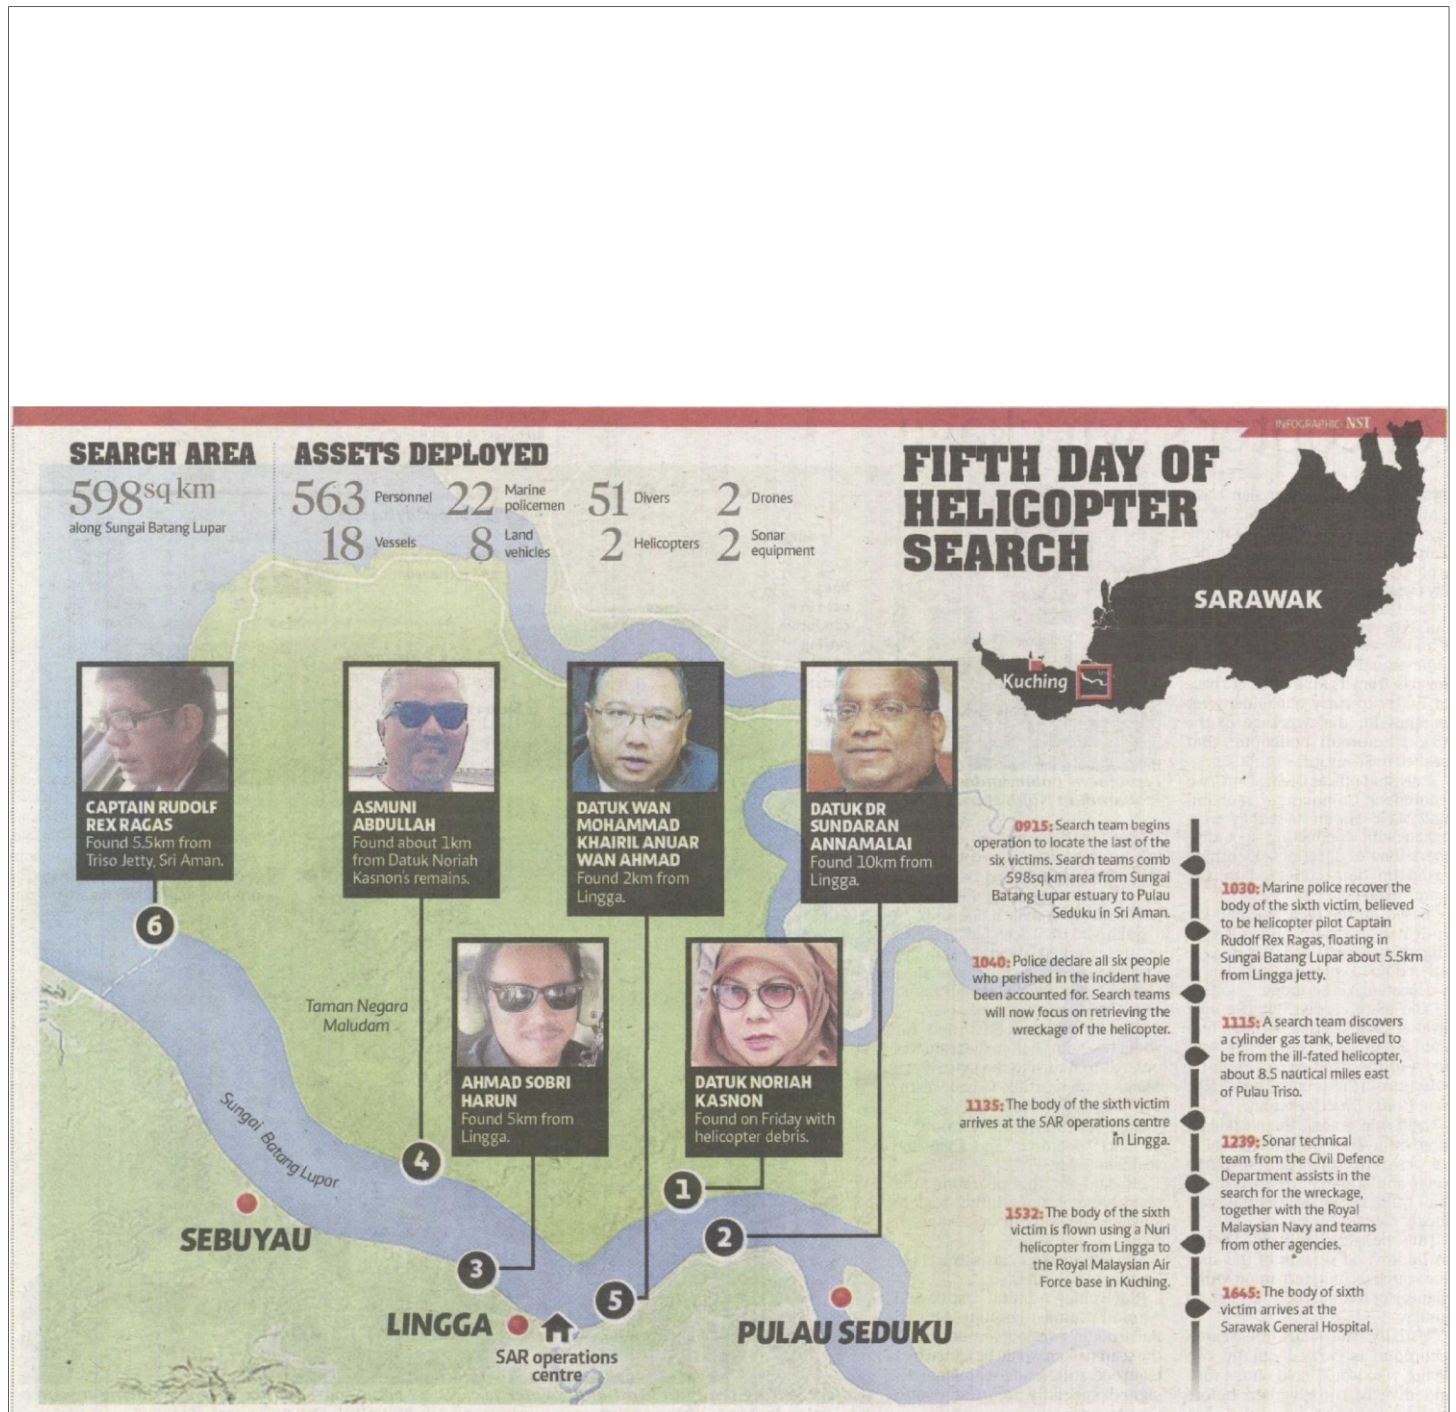 INFOGRAPHIC NST
SEARCH AREA
598 sq km
along Sungai Batang Lupar
ASSETS DEPLOYED
563 Personnel
22 Marine
policemen
51 Divers
2 Drones
18 Vessels
8 Land
vehicles
2 Helicopters
2 Sonar
equipment
FIFTH DAY OF
HELICOPTER
SEARCH
SARAWAK
Kuching
CAPTAIN RUDOLF
REX RAGAS
Found 5.5km from
Triso Jetty, Sri Aman.
6
ASMUNI
ABDULLAH
Found about 1km
from Datuk Noriah
Kasnon's remains.
4
DATUK WAN
MOHAMMAD
KHAIRIL ANUAR
WAN AHMAD
Found 2km from
Lingga.
5
DATUK DR
SUNDARAN
ANNAMALAI
Found 10km from
Lingga.
2
AHMAD SOBRI
HARUN
Found 5km from
Lingga.
3
DATUK NORIAH
KASNON
Found on Friday with
helicopter debris.
1
Taman Negara
Maludam
Sungai Batang Lupar
SEBUYAU
LINGGA
SAR operations
centre
PULAU SEDUKU
0915: Search team begins
operation to locate the last of the
six victims. Search teams comb
598sq km area from Sungai
Batang Lupar estuary to Pulau
Seduku in Sri Aman.
1030: Marine police recover the
body of the sixth victim, believed
to be helicopter pilot Captain
Rudolf Rex Ragas, floating in
Sungai Batang Lupar about 5.5km
from Lingga jetty.
1040: Police declare all six people
who perished in the incident have
been accounted for. Search teams
will now focus on retrieving the
wreckage of the helicopter.
1115: A search team discovers
a cylinder gas tank, believed to
be from the ill-fated helicopter,
about 8.5 nautical miles east
of Pulau Triso.
1135: The body of the sixth victim
arrives at the SAR operations centre
in Lingga.
1239: Sonar technical
team from the Civil Defence
Department assists in the
search for the wreckage,
together with the Royal
Malaysian Navy and teams
from other agencies.
1532: The body of the sixth
victim is flown using a Nuri
helicopter from Lingga to
the Royal Malaysian Air
Force base in Kuching.
1645: The body of sixth
victim arrives at the
Sarawak General Hospital.